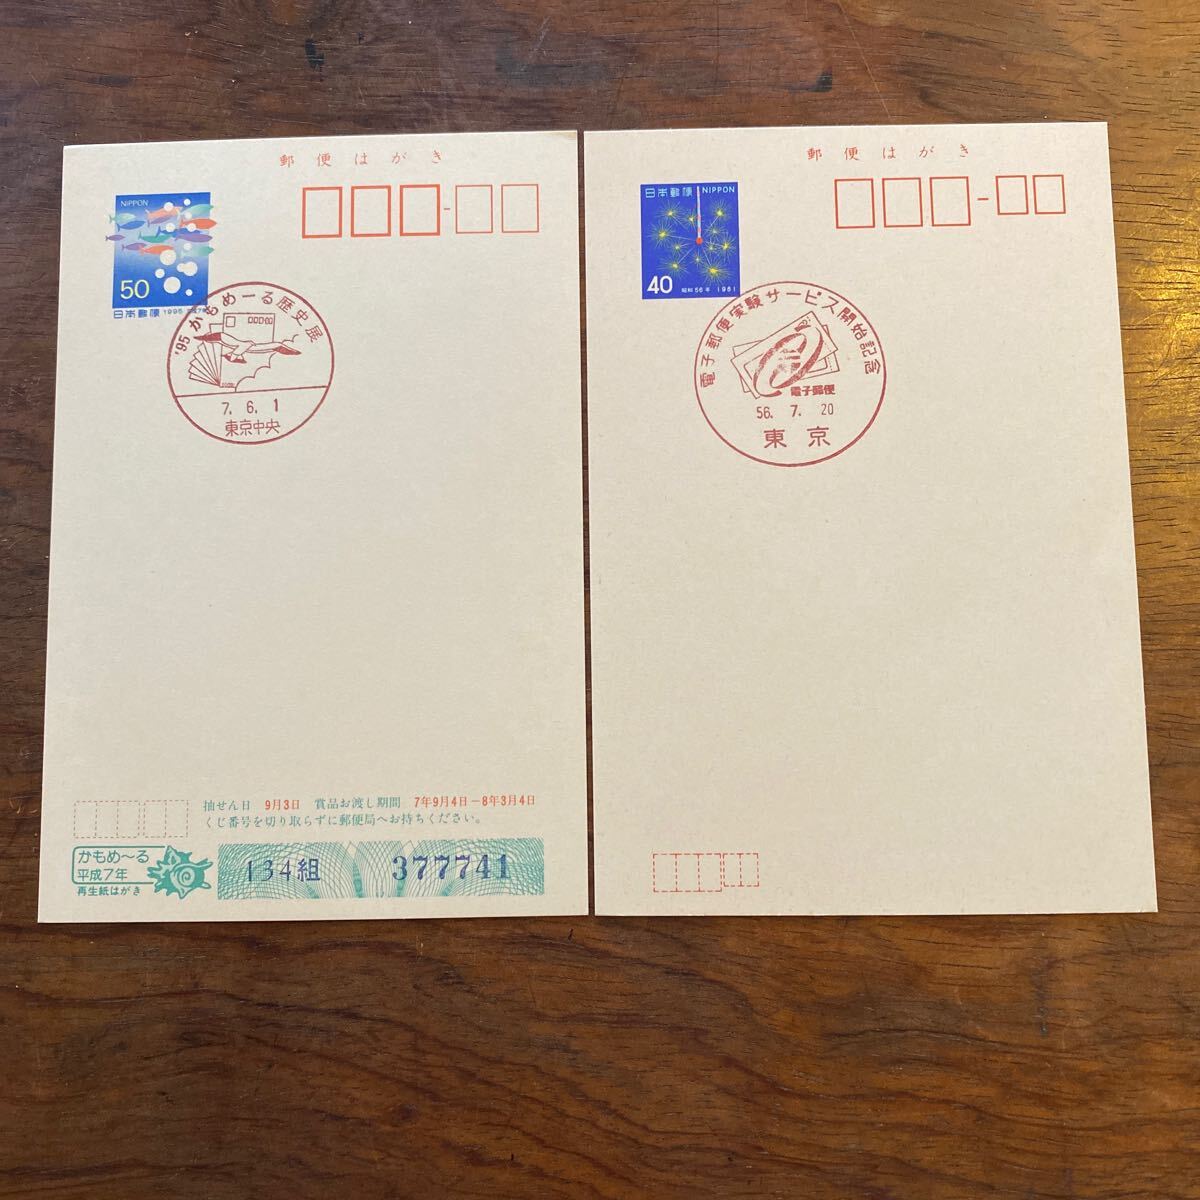 郵便はがき
NIPPON
50
日本郵便 1995 平成7年
'95かもめーる歴史展
7. 6. 1
東京中央
抽せん日 9月3日 賞品お渡し期間 7年9月4日－8年3月4日
くじ番号を切り取らずに郵便局へお持ちください。
かもめ〜る
平成7年
再生紙はがき
134組 377741
郵便はがき
日本郵便 NIPPON
40 昭和56年 1981
電子郵便実験サービス開始記念
電子郵便
56. 7. 20
東京